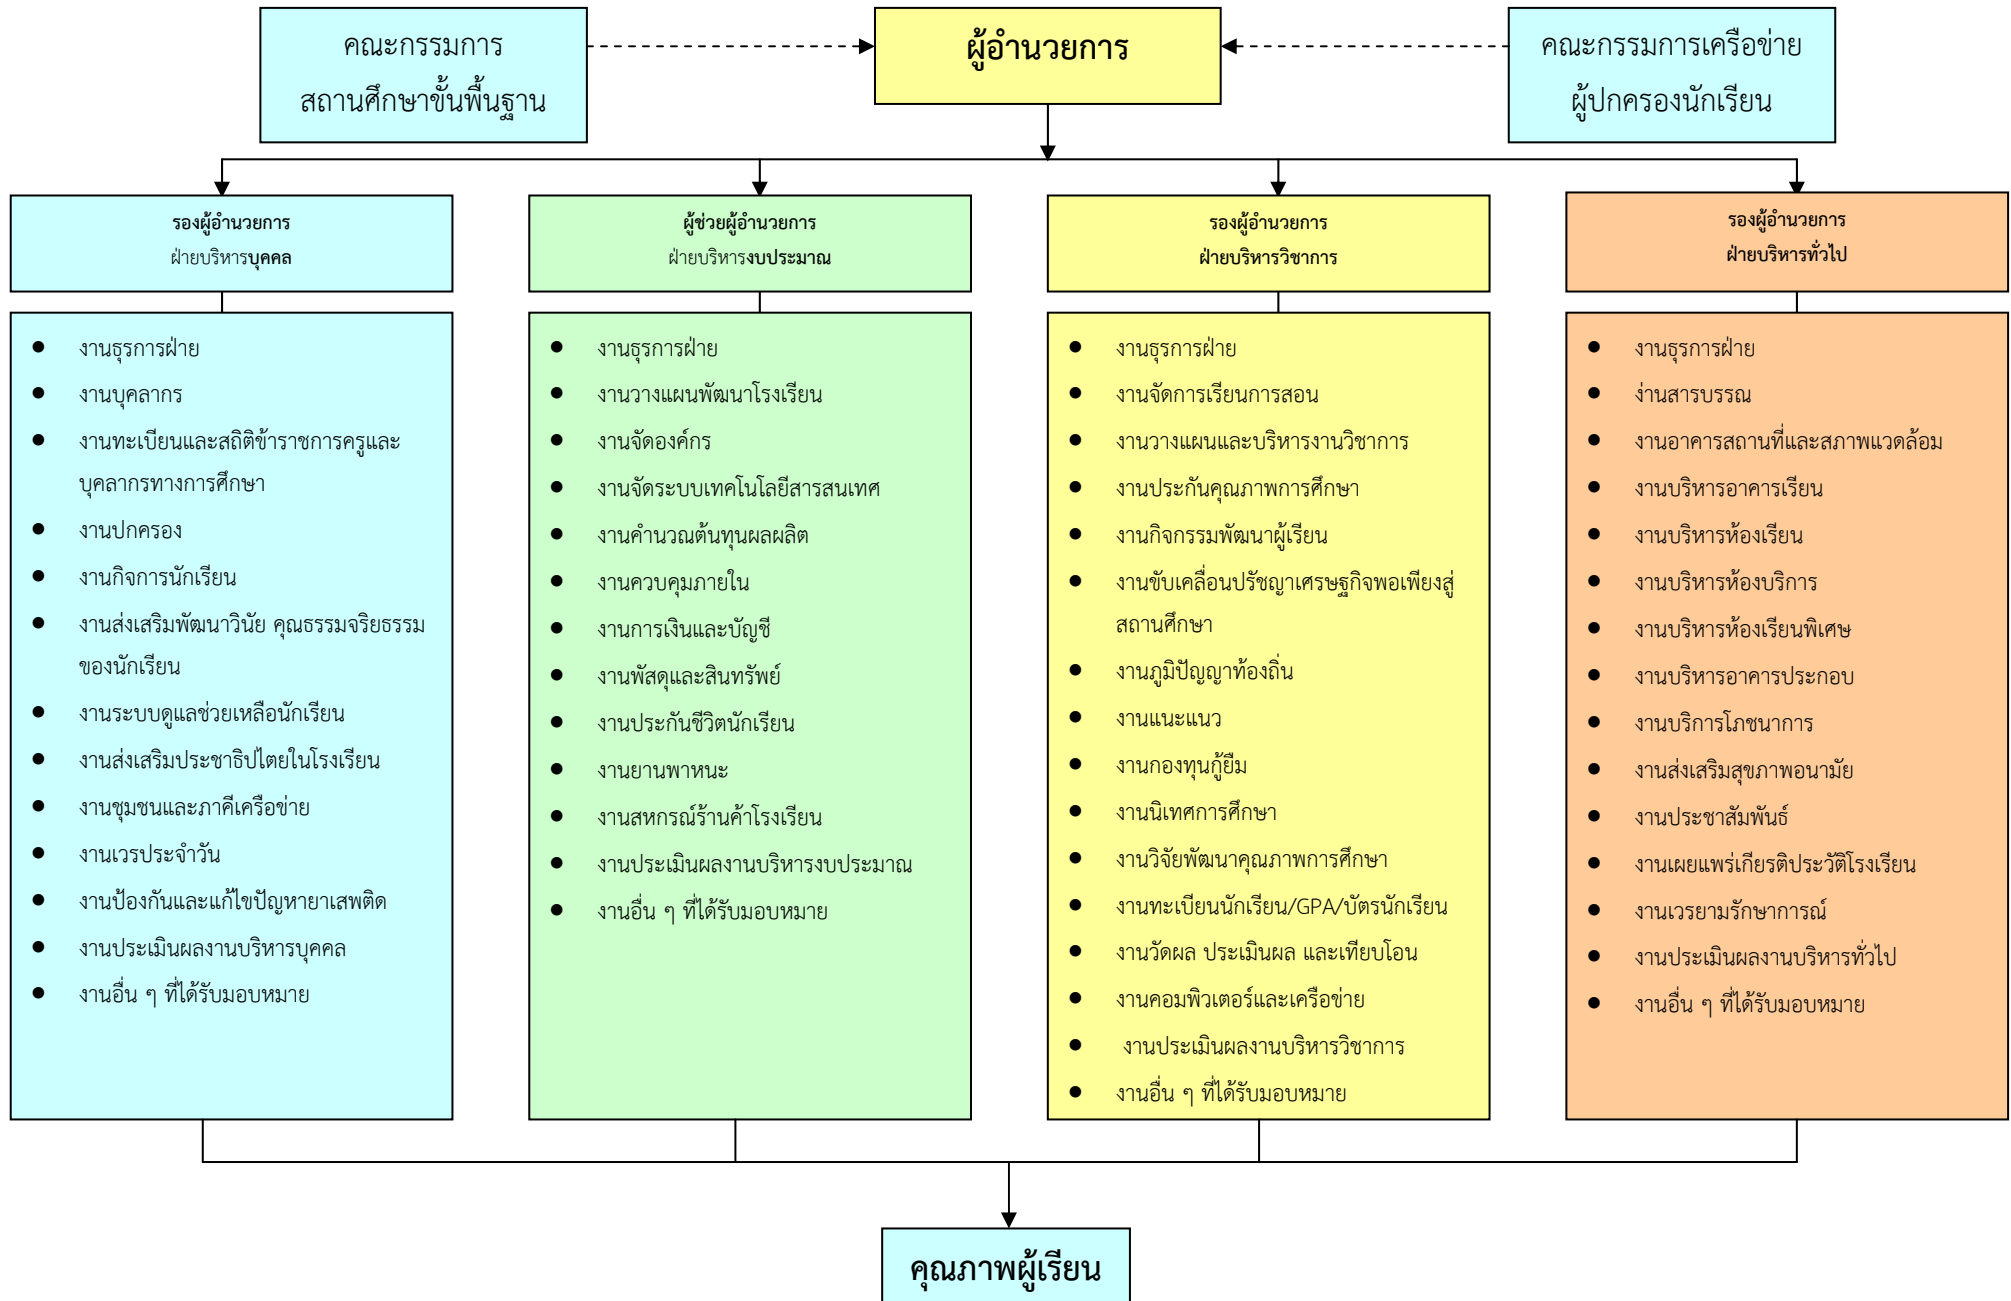 คณะกรรมการ
สถานศึกษาขั้นพื้นฐาน
ผู้อำนวยการ
คณะกรรมการเครือข่าย
ผู้ปกครองนักเรียน
รองผู้อำนวยการ
ฝ่ายบริหารบุคคล
● งานธุรการฝ่าย
● งานบุคลากร
● งานทะเบียนและสถิติข้าราชการครูและ
บุคลากรทางการศึกษา
● งานปกครอง
● งานกิจการนักเรียน
● งานส่งเสริมพัฒนาวินัย คุณธรรมจริยธรรม
ของนักเรียน
● งานระบบดูแลช่วยเหลือนักเรียน
● งานส่งเสริมประชาธิปไตยในโรงเรียน
● งานชุมชนและภาคีเครือข่าย
● งานเวรประจำวัน
● งานป้องกันและแก้ไขปัญหายาเสพติด
● งานประเมินผลงานบริหารบุคคล
● งานอื่น ๆ ที่ได้รับมอบหมาย
ผู้ช่วยผู้อำนวยการ
ฝ่ายบริหารงบประมาณ
● งานธุรการฝ่าย
● งานวางแผนพัฒนาโรงเรียน
● งานจัดองค์กร
● งานจัดระบบเทคโนโลยีสารสนเทศ
● งานคำนวณต้นทุนผลผลิต
● งานควบคุมภายใน
● งานการเงินและบัญชี
● งานพัสดุและสินทรัพย์
● งานประกันชีวิตนักเรียน
● งานยานพาหนะ
● งานสหกรณ์ร้านค้าโรงเรียน
● งานประเมินผลงานบริหารงบประมาณ
● งานอื่น ๆ ที่ได้รับมอบหมาย
รองผู้อำนวยการ
ฝ่ายบริหารวิชาการ
● งานธุรการฝ่าย
● งานจัดการเรียนการสอน
● งานวางแผนและบริหารงานวิชาการ
● งานประกันคุณภาพการศึกษา
● งานกิจกรรมพัฒนาผู้เรียน
● งานขับเคลื่อนปรัชญาเศรษฐกิจพอเพียงสู่
สถานศึกษา
● งานภูมิปัญญาท้องถิ่น
● งานแนะแนว
● งานกองทุนกู้ยืม
● งานนิเทศการศึกษา
● งานวิจัยพัฒนาคุณภาพการศึกษา
● งานทะเบียนนักเรียน/GPA/บัตรนักเรียน
● งานวัดผล ประเมินผล และเทียบโอน
● งานคอมพิวเตอร์และเครือข่าย
● งานประเมินผลงานบริหารวิชาการ
● งานอื่น ๆ ที่ได้รับมอบหมาย
รองผู้อำนวยการ
ฝ่ายบริหารทั่วไป
● งานธุรการฝ่าย
● ง่านสารบรรณ
● งานอาคารสถานที่และสภาพแวดล้อม
● งานบริหารอาคารเรียน
● งานบริหารห้องเรียน
● งานบริหารห้องบริการ
● งานบริหารห้องเรียนพิเศษ
● งานบริหารอาคารประกอบ
● งานบริการโภชนาการ
● งานส่งเสริมสุขภาพอนามัย
● งานประชาสัมพันธ์
● งานเผยแพร่เกียรติประวัติโรงเรียน
● งานเวรยามรักษาการณ์
● งานประเมินผลงานบริหารทั่วไป
● งานอื่น ๆ ที่ได้รับมอบหมาย
คุณภาพผู้เรียน